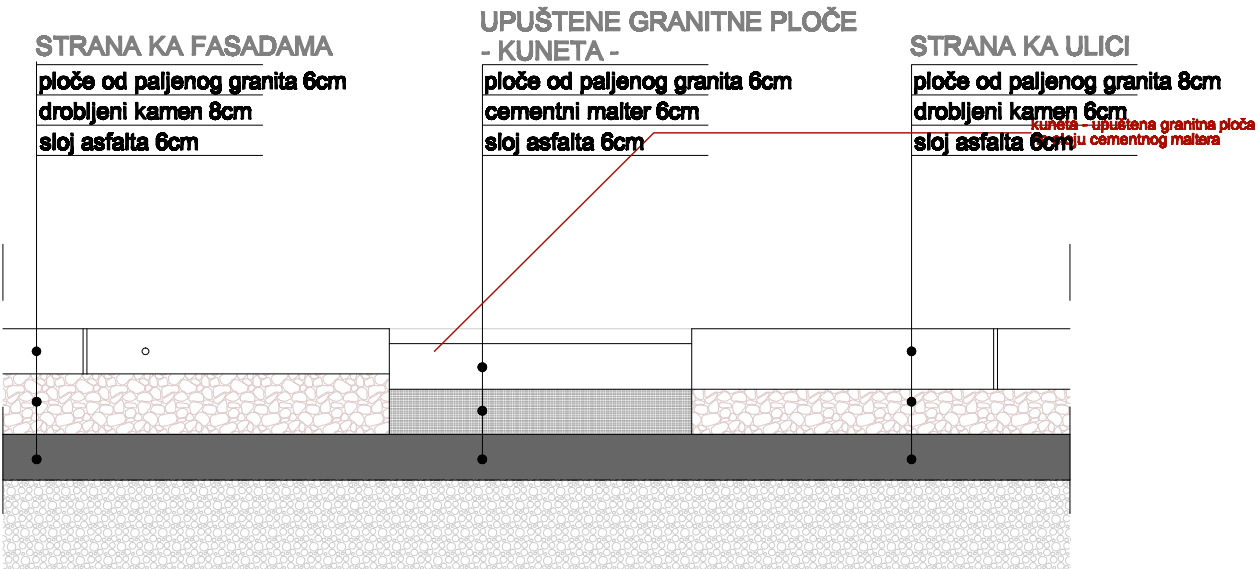 STRANA KA FASADAMA
ploče od paljenog granita 6cm
drobljeni kamen 8cm
sloj asfalta 6cm
UPUŠTENE GRANITNE PLOČE
- KUNETA -
ploče od paljenog granita 6cm
cementni malter 6cm
sloj asfalta 6cm
STRANA KA ULICI
ploče od paljenog granita 8cm
drobljeni kamen 6cm
sloj asfalta 6cm
kuneta - upuštena granitna ploča
sloju cementnog maltera